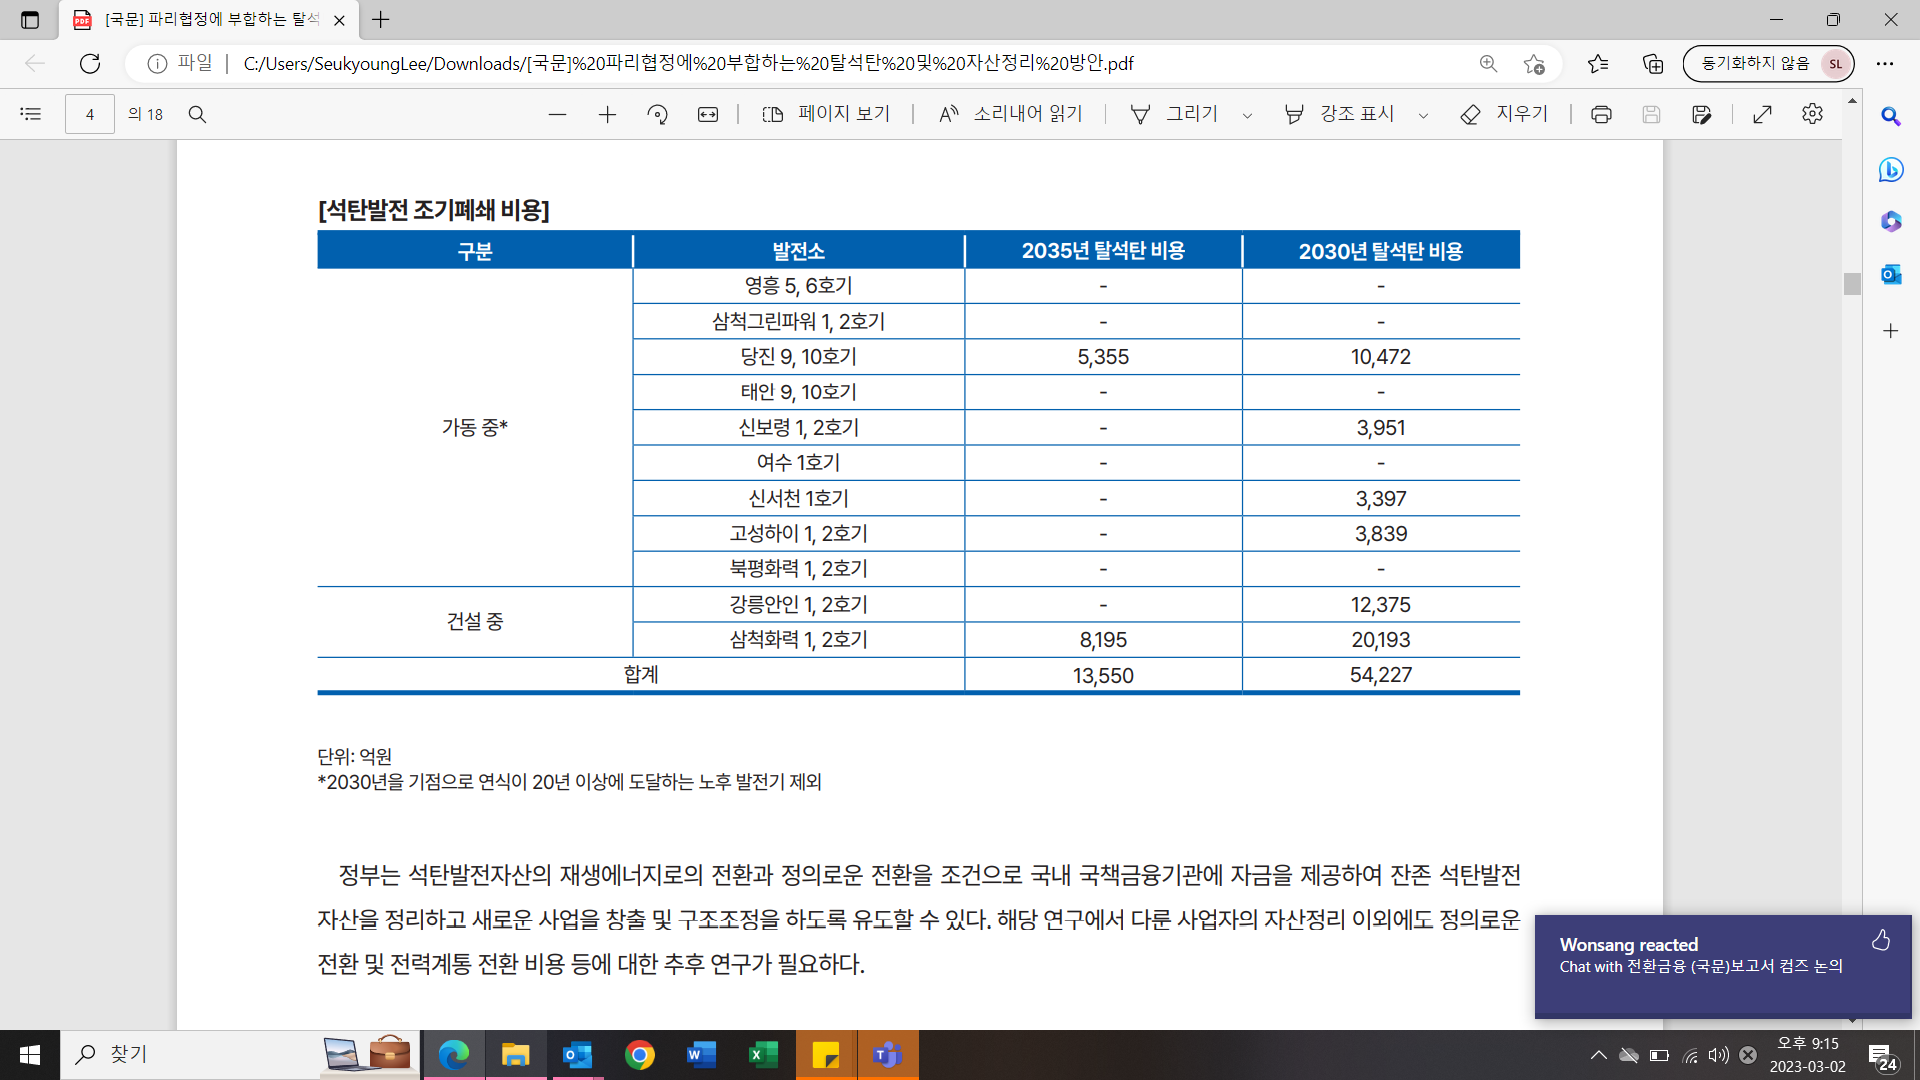 [국문] 파리협정에 부합하는 탈석
파일
C:/Users/SeukyoungLee/Downloads/[국문]%20파리협정에%20부합하는%20탈석탄%20및%20자산정리%20방안.pdf
동기화하지 않음 SL
4 의 18
페이지 보기
소리내어 읽기
그리기
강조 표시
지우기
[석탄발전 조기폐쇄 비용]
구분 발전소 2035년 탈석탄 비용 2030년 탈석탄 비용
영흥 5, 6호기 - -
삼척그린파워 1, 2호기 - -
당진 9, 10호기 5,355 10,472
태안 9, 10호기 - -
가동 중* 신보령 1, 2호기 - 3,951
여수 1호기 - -
신서천 1호기 - 3,397
고성하이 1, 2호기 - 3,839
북평화력 1, 2호기 - -
강릉안인 1, 2호기 - 12,375
건설 중
삼척화력 1, 2호기 8,195 20,193
합계 13,550 54,227
단위: 억원
*2030년을 기점으로 연식이 20년 이상에 도달하는 노후 발전기 제외
정부는 석탄발전자산의 재생에너지로의 전환과 정의로운 전환을 조건으로 국내 국책금융기관에 자금을 제공하여 잔존 석탄발전
자산을 정리하고 새로운 사업을 창출 및 구조조정을 하도록 유도할 수 있다. 해당 연구에서 다룬 사업자의 자산정리 이외에도 정의로운
전환 및 전력계통 전환 비용 등에 대한 추후 연구가 필요하다.
Wonsang reacted
Chat with 전환금융 (국문)보고서 컴즈 논의
찾기
오후 9:15
2023-03-02
24